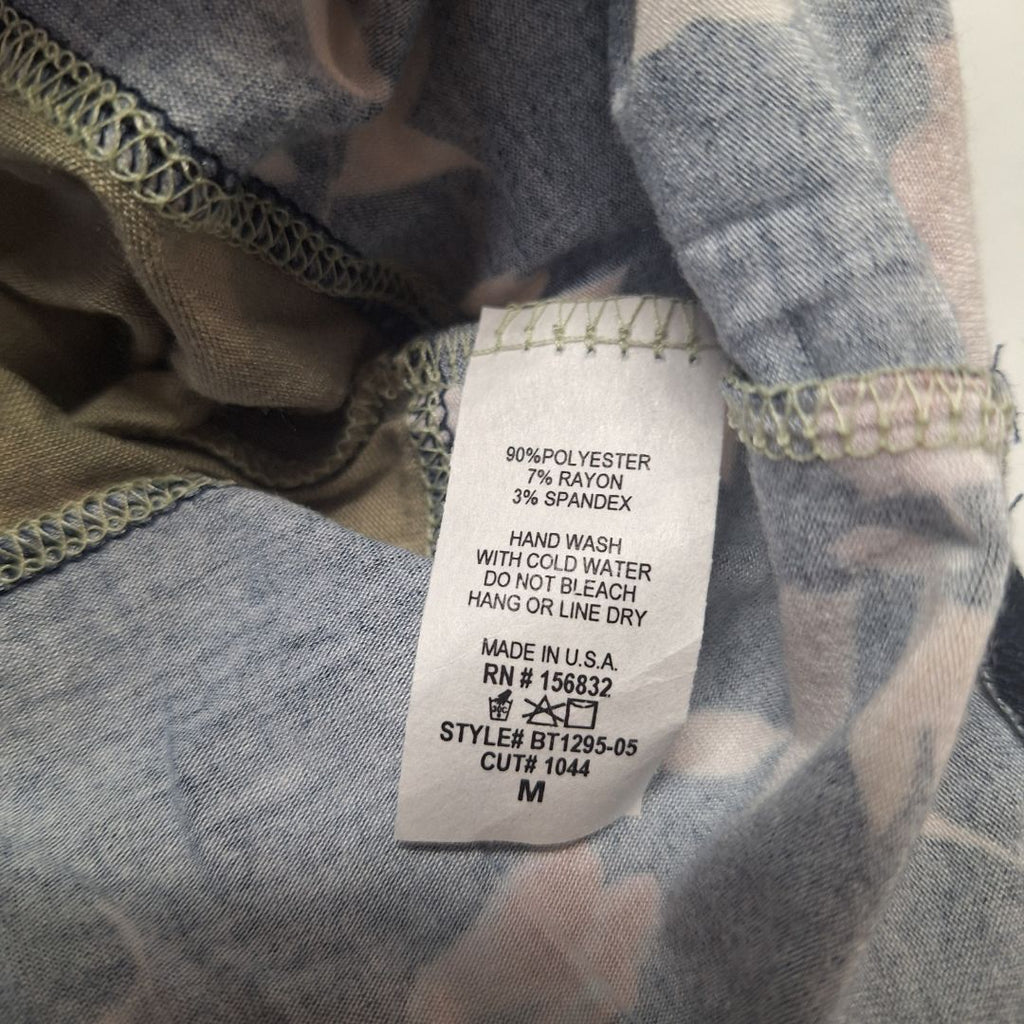 90%POLYESTER
7% RAYON
3% SPANDEX
HAND WASH
WITH COLD WATER
DO NOT BLEACH
HANG OR LINE DRY
MADE IN U.S.A.
RN # 156832
STYLE# BT1295-05
CUT# 1044
M